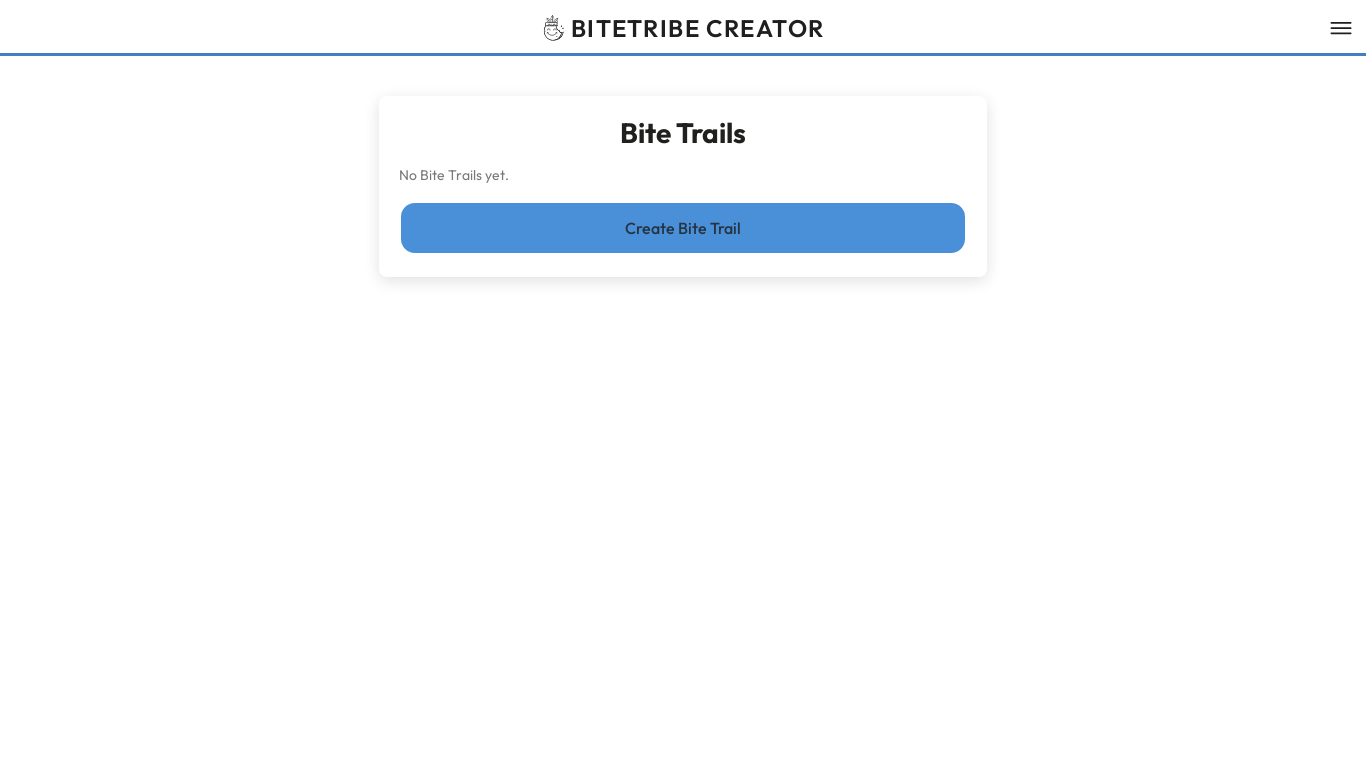 BITETRIBE CREATOR
Bite Trails
No Bite Trails yet.
Create Bite Trail